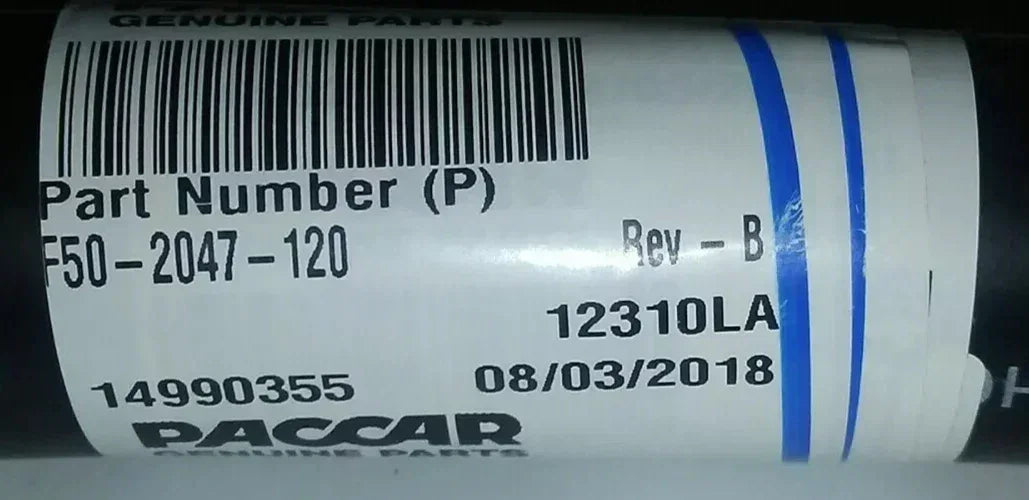 GENUINE PARTS
Part Number (P)
F50-2047-120 Rev - B
12310LA
14990355 08/03/2018
PACCAR
GENUINE PARTS